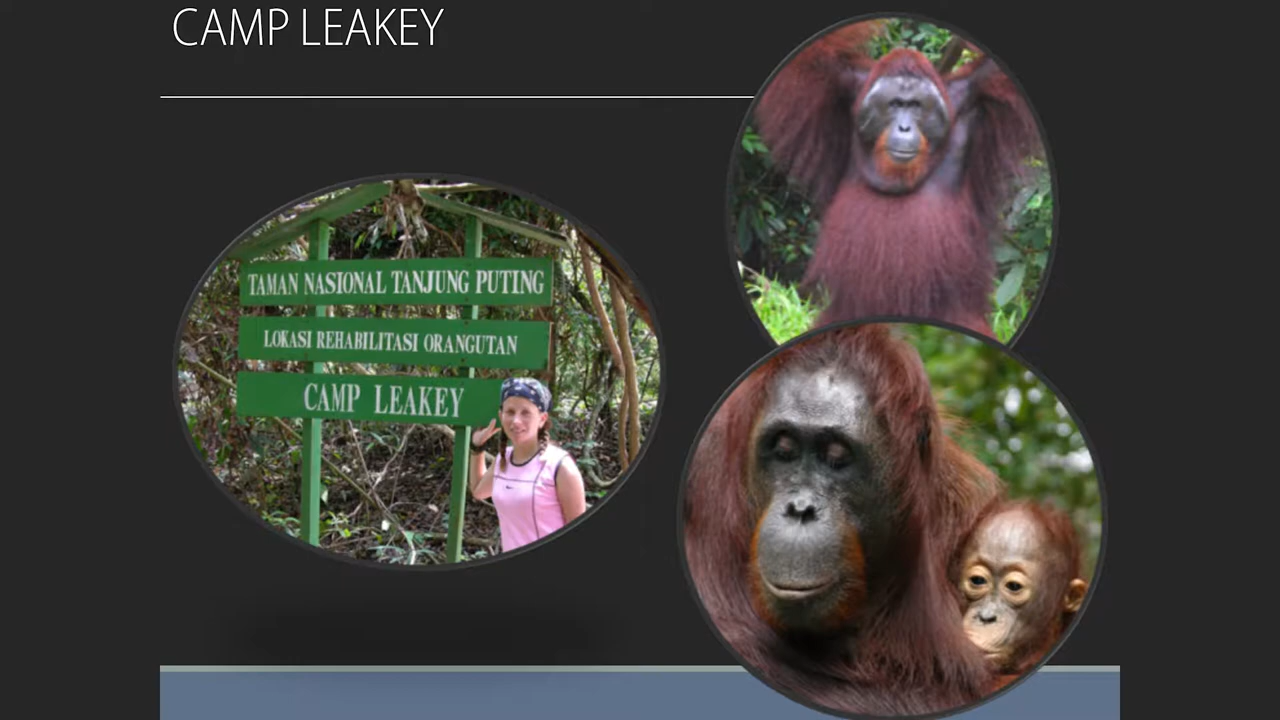 CAMP LEAKEY
TAMAN NASIONAL TANJUNG PUTING
LOKASI REHABILITASI ORANGUTAN
CAMP LEAKEY